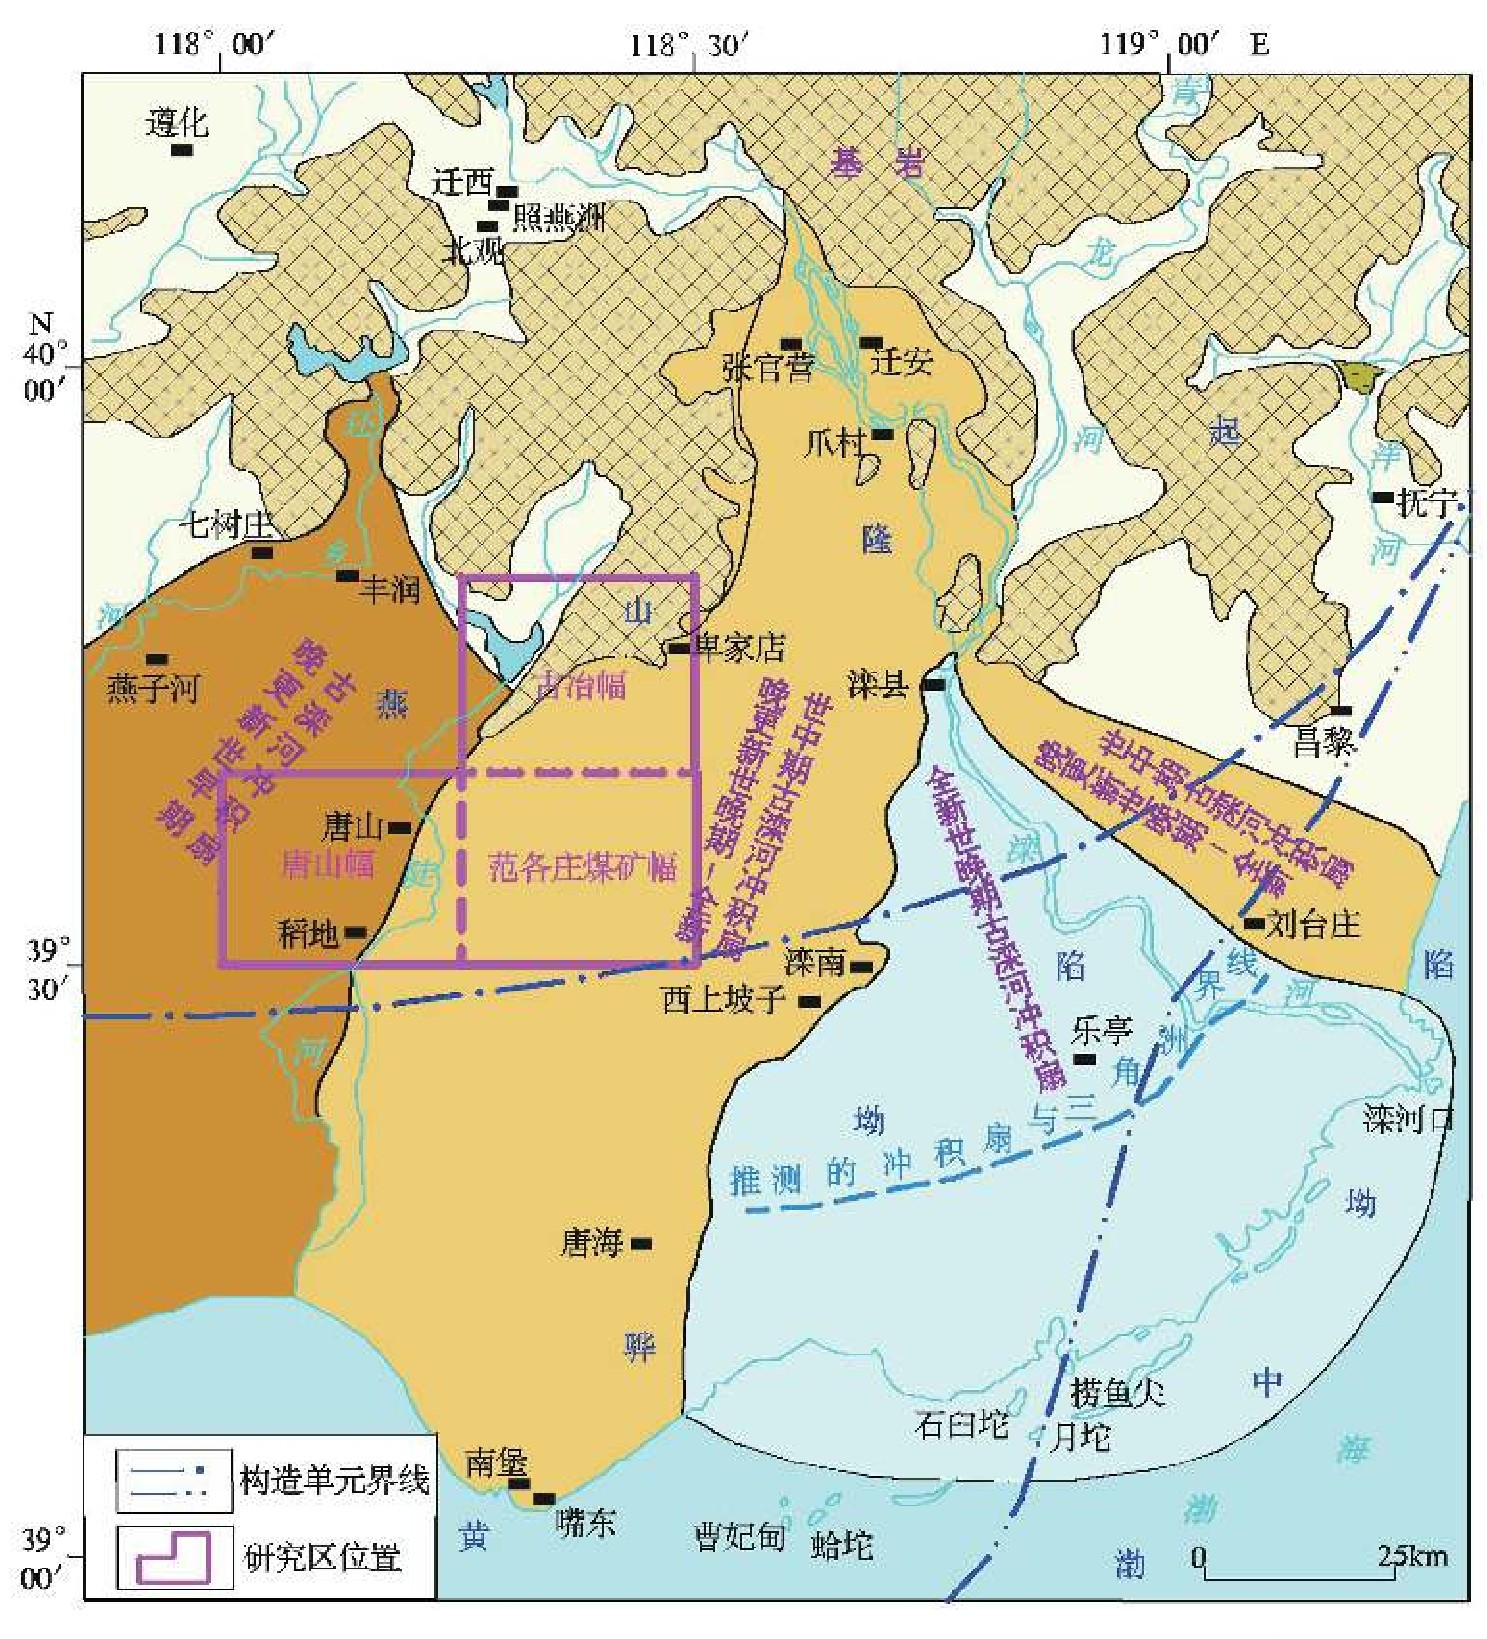 118° 00′
118° 30′
119° 00′ E
青
遵化
基岩
迁西
照燕洲
北观
龙
N
40°
00′
张官营
迁安
还
爪村
河
起
洋
抚宁
七树庄
隆
乡
河
丰润
河
山
卑家店
燕子河
燕
古冶幅
滦县
昌黎
晚更新世早期
古滦河冲积扇
晚更新世晚期-全新
世中期古滦河冲积扇
世中期古滦河冲积扇
全新世晚期古滦河冲积扇
唐山
唐山幅
陡
范各庄煤矿幅
滦
稻地
刘台庄
39°
30′
滦南
陷
线
陷
西上坡子
界
河
乐亭
洲
河
角
坳
与三
滦河口
推测的冲积扇
坳
唐海
骅
捞鱼尖
中
石臼坨
月坨
海
南堡
构造单元界线
嘴东
渤
黄
曹妃甸
蛤坨
39°
00′
研究区位置
渤
0
25km